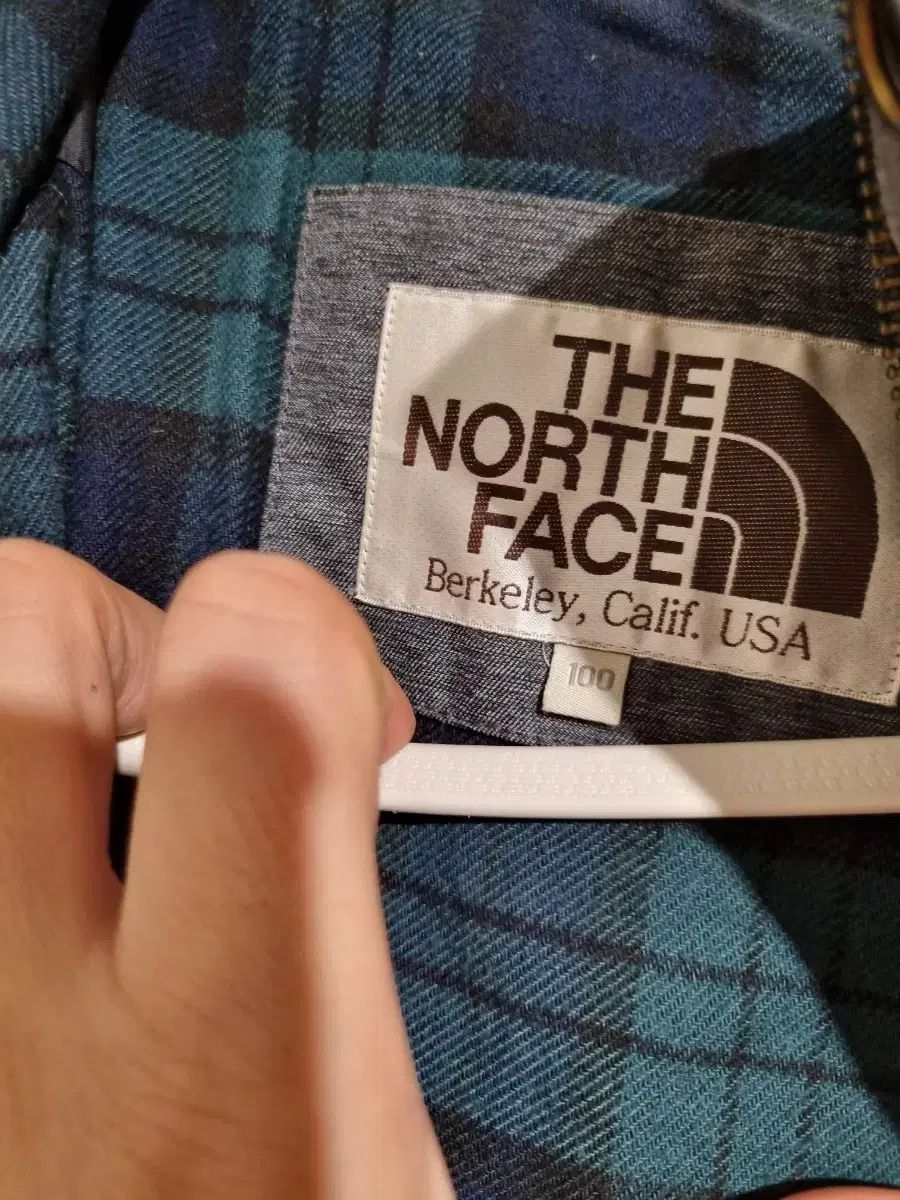 THE
NORTH
FACE
Berkeley, Calif. USA
100